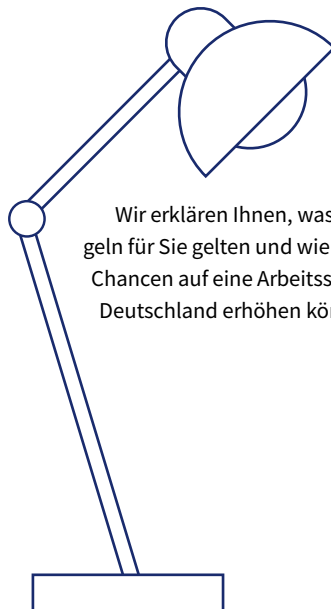 Wir erklären Ihnen, was
geln für Sie gelten und wie
Chancen auf eine Arbeitss
Deutschland erhöhen kön